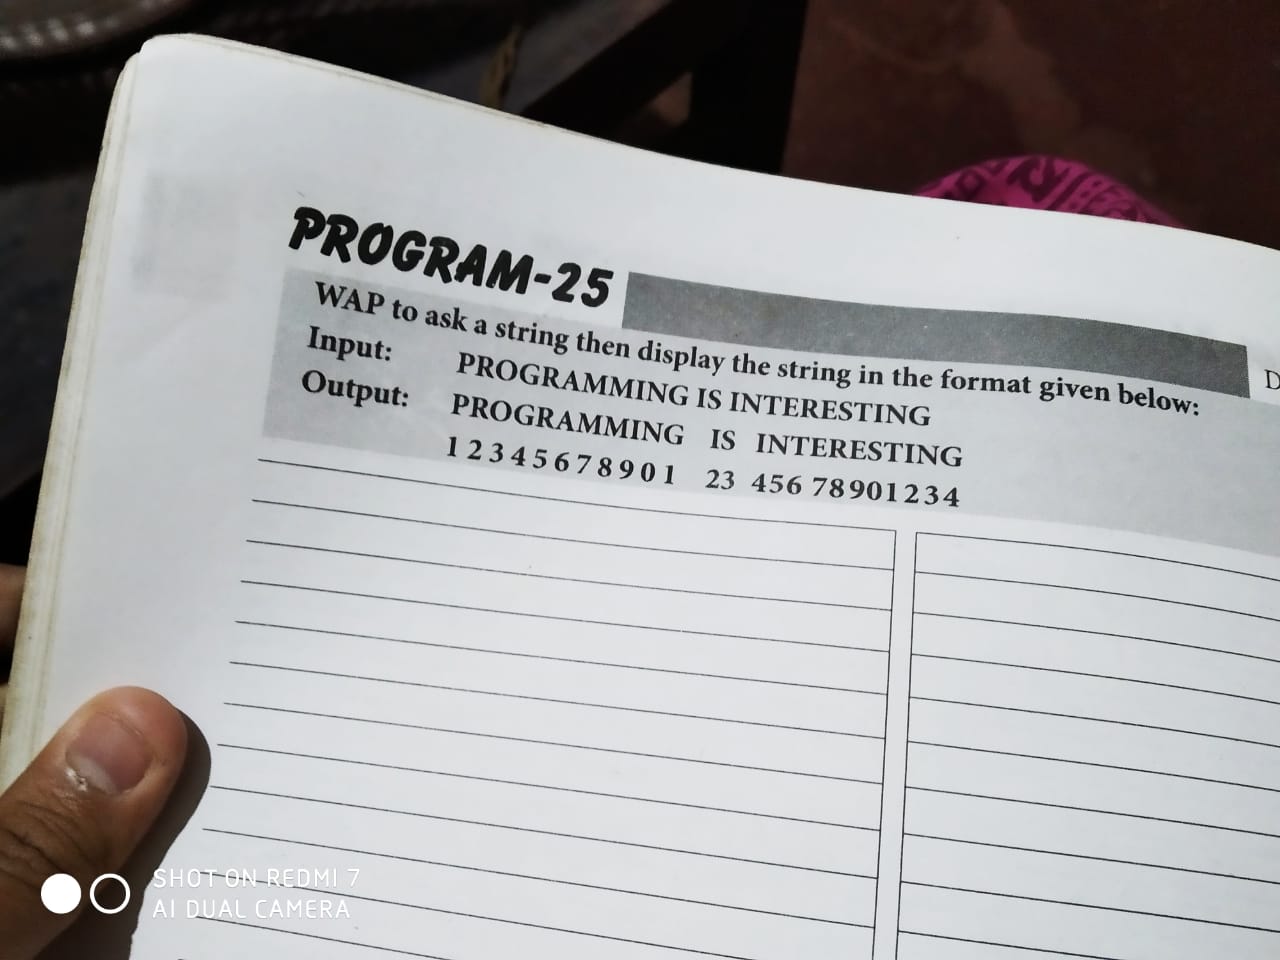 PROGRAM-25
D
WAP to ask a string then display the string in the format given below:
Input: PROGRAMMING IS INTERESTING
Output: PROGRAMMING IS INTERESTING
1 2 3 4 5 6 7 8 9 0 1 23 456 78901234
SHOT ON REDMI 7
AI DUAL CAMERA